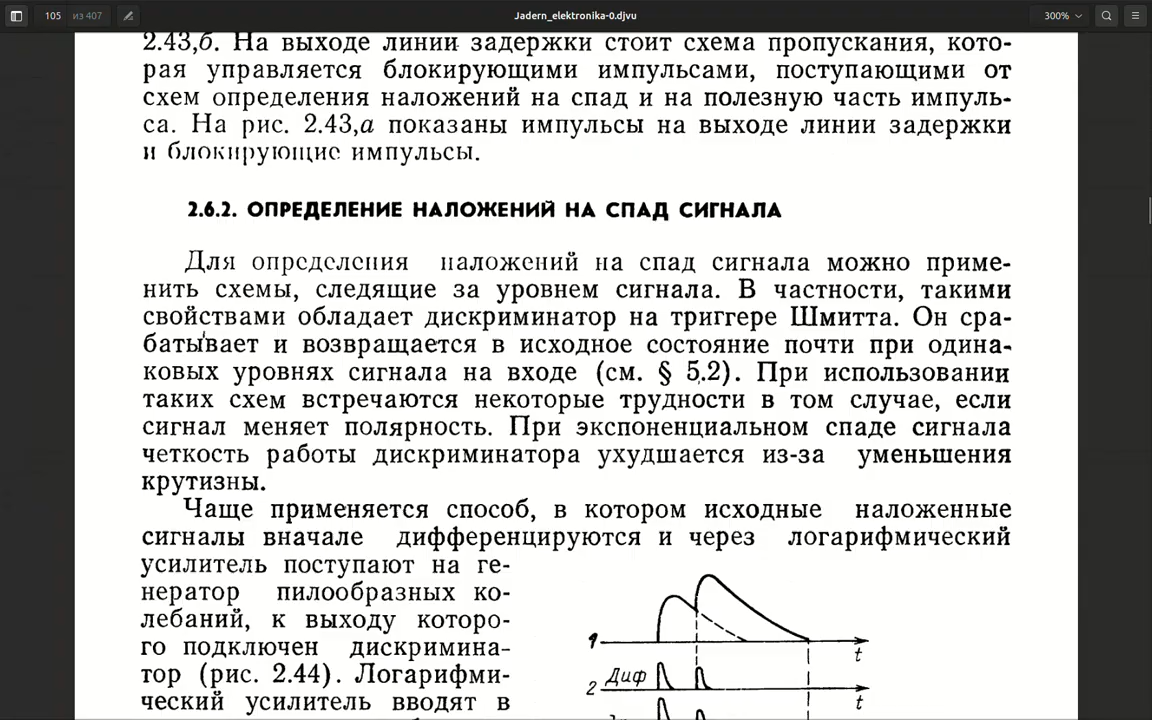 105 из 407
Jadern_elektronika-0.djvu
300%
2.43,б. На выходе линии задержки стоит схема пропускания, кото-
рая управляется блокирующими импульсами, поступающими от
схем определения наложений на спад и на полезную часть импуль-
са. На рис. 2.43,а показаны импульсы на выходе линии задержки
и блокирующие импульсы.
2.6.2. ОПРЕДЕЛЕНИЕ НАЛОЖЕНИЙ НА СПАД СИГНАЛА
Для определения наложений на спад сигнала можно приме-
нить схемы, следящие за уровнем сигнала. В частности, такими
свойствами обладает дискриминатор на триггере Шмитта. Он сра-
батывает и возвращается в исходное состояние почти при одина-
ковых уровнях сигнала на входе (см. § 5.2). При использовании
таких схем встречаются некоторые трудности в том случае, если
сигнал меняет полярность. При экспоненциальном спаде сигнала
четкость работы дискриминатора ухудшается из-за уменьшения
крутизны.
Чаще применяется способ, в котором исходные наложенные
сигналы вначале дифференцируются и через логарифмический
усилитель поступают на ге-
нератор пилообразных ко-
лебаний, к выходу которо-
го подключен дискримина-
тор (рис. 2.44). Логарифми-
ческий усилитель вводят в
1
t
2 Диф
t